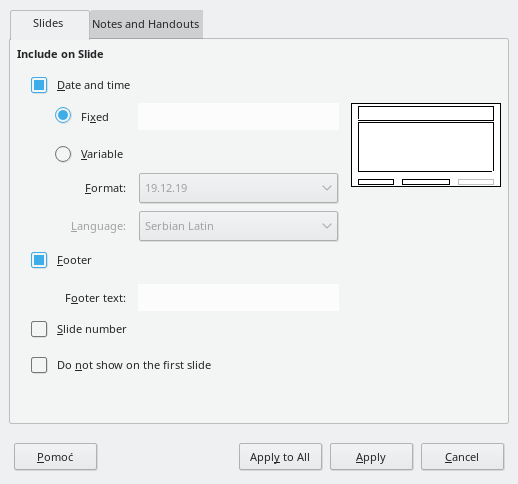 Slides
Notes and Handouts
Include on Slide
Date and time
Fixed
Variable
Format:
19.12.19
Language:
Serbian Latin
Footer
Footer text:
Slide number
Do not show on the first slide
Pomoć
Apply to All
Apply
Cancel